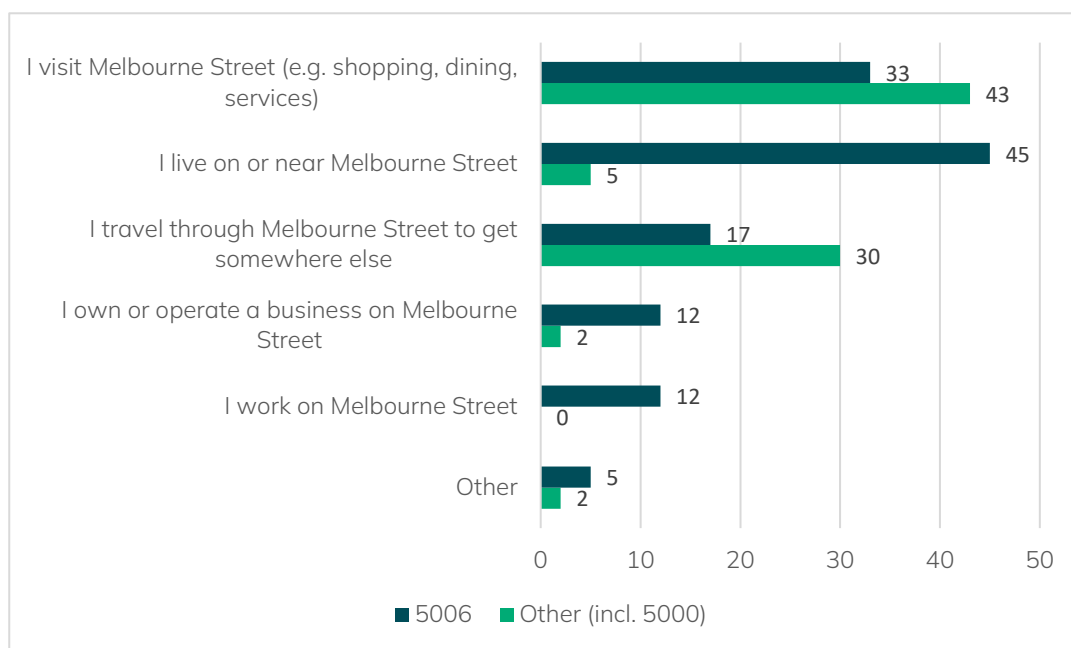 I visit Melbourne Street (e.g. shopping, dining,
services)
33
43
I live on or near Melbourne Street
45
5
I travel through Melbourne Street to get
somewhere else
17
30
I own or operate a business on Melbourne
Street
12
2
I work on Melbourne Street
12
0
Other
5
2
0 10 20 30 40 50
5006 Other (incl. 5000)